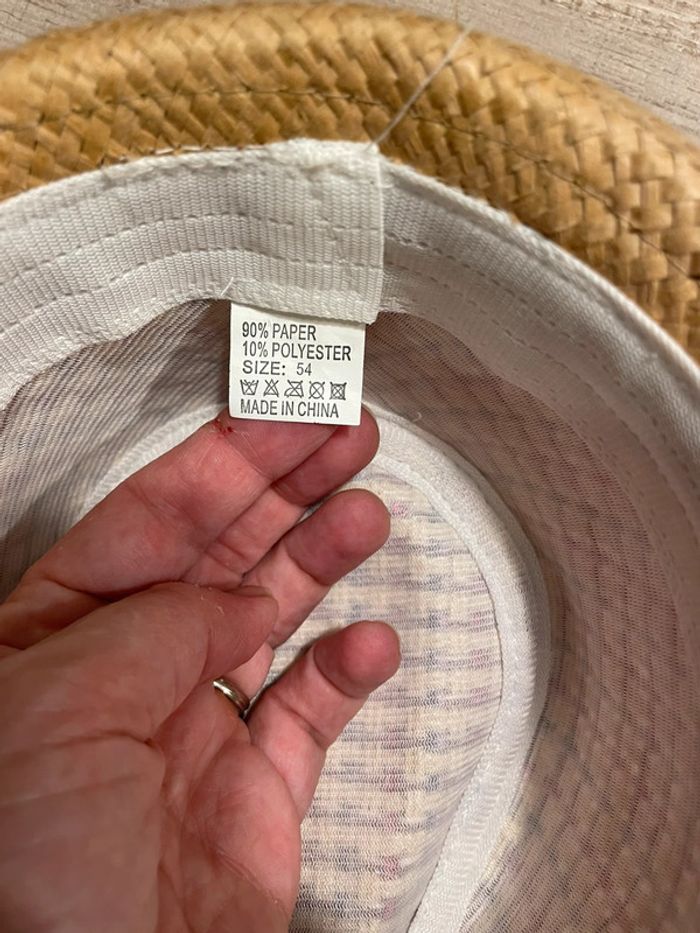 90% PAPER
10% POLYESTER
SIZE: 54
MADE IN CHINA